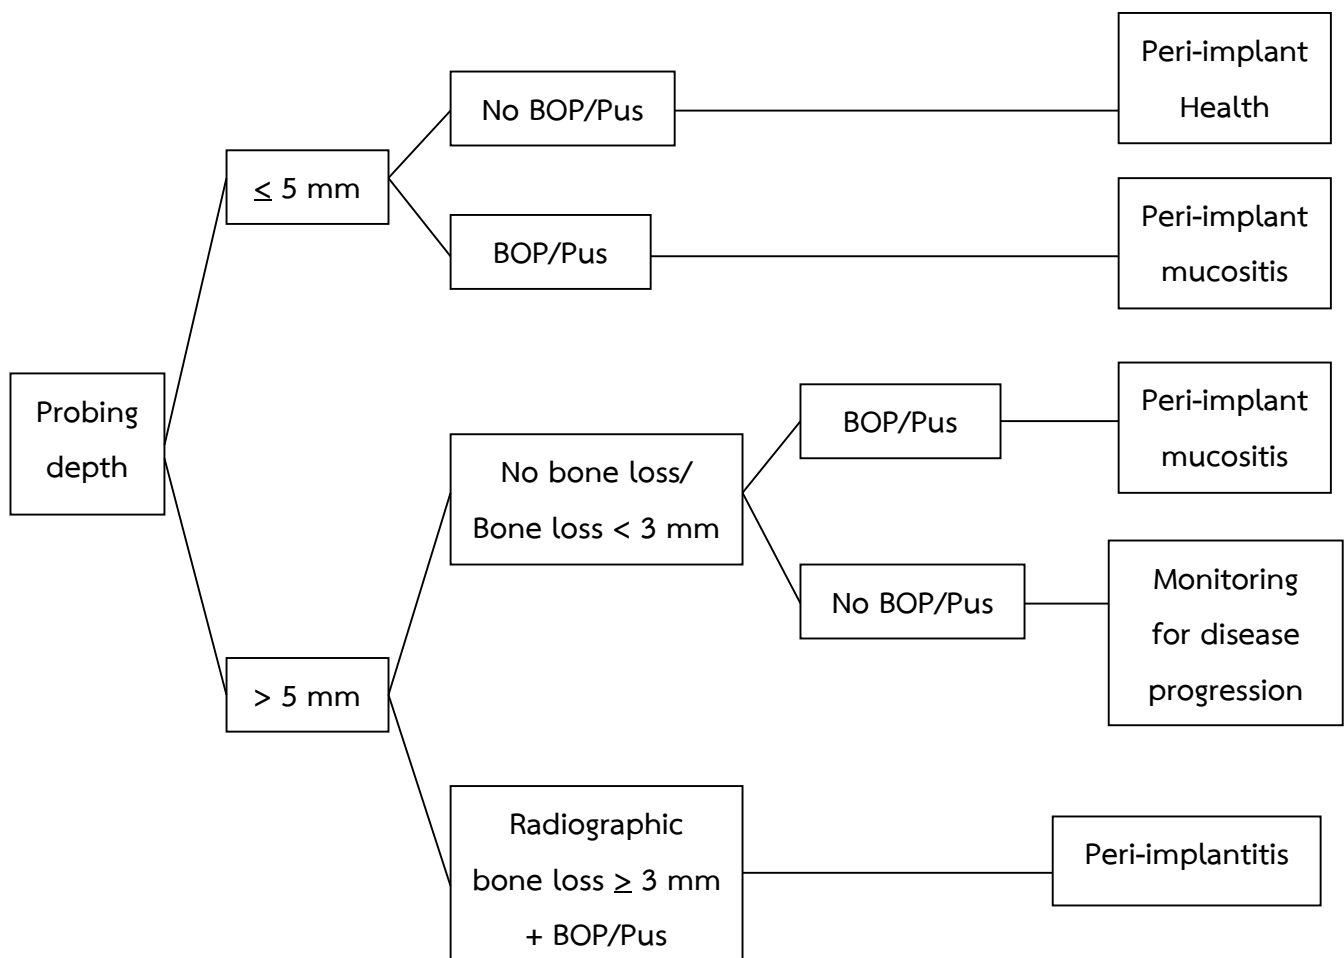 Probing
depth
≤ 5 mm
No BOP/Pus
Peri-implant
Health
BOP/Pus
Peri-implant
mucositis
> 5 mm
No bone loss/
Bone loss < 3 mm
BOP/Pus
Peri-implant
mucositis
No BOP/Pus
Monitoring
for disease
progression
Radiographic
bone loss ≥ 3 mm
+ BOP/Pus
Peri-implantitis